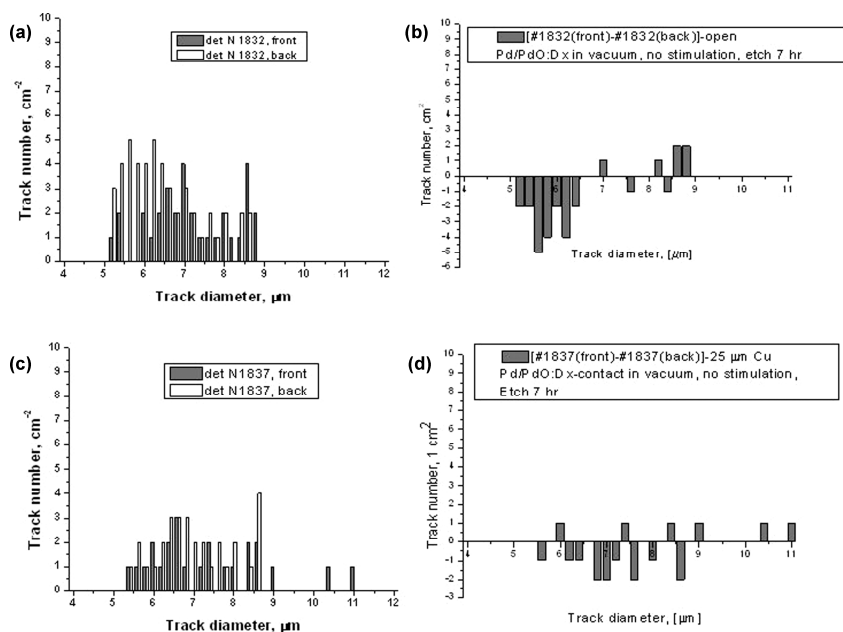 (a)
10
9
8
7
6
5
4
3
2
1
0
Track number, cm-2
det N 1832, front
det N 1832, back
4 5 6 7 8 9 10 11 12
Track diameter, µm
(b)
10
9
8
7
6
5
4
3
2
1
0
-1
-2
-3
-4
-5
-6
Track number, cm2
[#1832(front)-#1832(back)]-open
Pd/PdO:Dx in vacuum, no stimulation, etch 7 hr
4 5 6 7 8 9 10 11
Track diameter, [µm]
(c)
10
9
8
7
6
5
4
3
2
1
0
Track number, cm-2
det N1837, front
det N1837, back
4 5 6 7 8 9 10 11 12
Track diameter, µm
(d)
10
9
8
7
6
5
4
3
2
1
0
-1
-2
-3
Track number, 1 cm2
[#1837(front)-#1837(back)]-25 µm Cu
Pd/PdO:Dx-contact in vacuum, no stimulation,
Etch 7 hr
4 5 6 7 8 9 10 11
Track diameter, [µm]